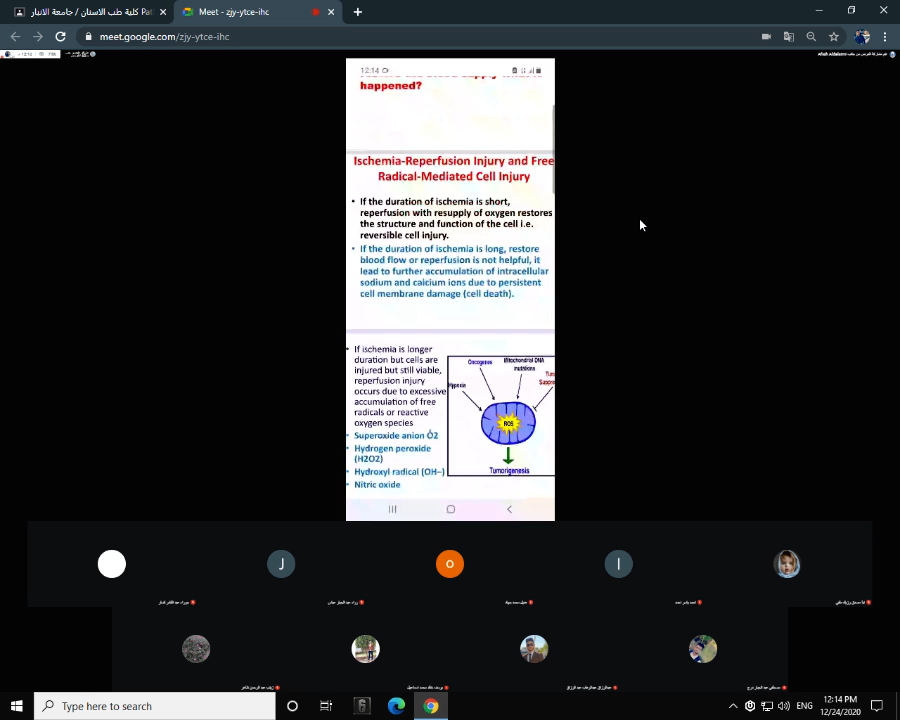 كلية طب الاسنان / جامعة الانبار Pat
Meet - zjy-ytce-ihc
meet.google.com/zjy-ytce-ihc
12:14
happened?
Ischemia-Reperfusion Injury and Free
Radical-Mediated Cell Injury
• If the duration of ischemia is short,
reperfusion with resupply of oxygen restores
the structure and function of the cell i.e.
reversible cell injury.
• If the duration of ischemia is long, restore
blood flow or reperfusion is not helpful, it
lead to further accumulation of intracellular
sodium and calcium ions due to persistent
cell membrane damage (cell death).
• If ischemia is longer
duration but cells are
injured but still viable,
reperfusion injury
occurs due to excessive
accumulation of free
radicals or reactive
oxygen species
• Superoxide anion O2
• Hydrogen peroxide
(H2O2)
• Hydroxyl radical (OH−)
• Nitric oxide
Hypoxia
Oncogenes
Mitochondrial DNA
mutations
ROS
Tumorigenesis
J
o
I
Type here to search
ENG
12:14 PM
12/24/2020